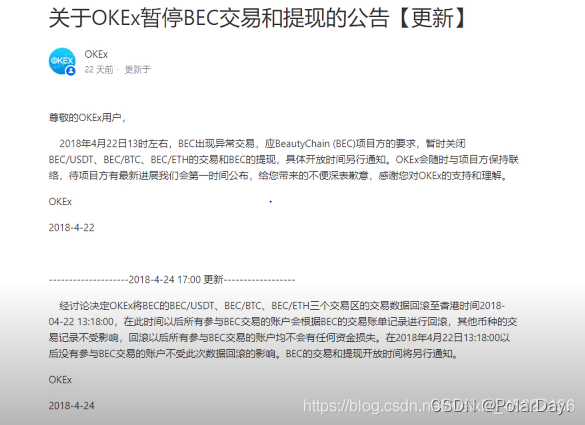 关于OKEx暂停BEC交易和提现的公告【更新】
OKEX
OKEx
22 天前 · 更新于
尊敬的OKEx用户，
2018年4月22日13时左右，BEC出现异常交易，应BeautyChain (BEC)项目方的要求，暂时关闭
BEC/USDT、BEC/BTC、BEC/ETH的交易和BEC的提现，具体开放时间另行通知。OKEx会随时与项目方保持联
络，待项目方有最新进展我们会第一时间公布，给您带来的不便深表歉意，感谢您对OKEx的支持和理解。
OKEx
2018-4-22
--------------------2018-4-24 17:00 更新------------------
经讨论决定OKEx将BEC的BEC/USDT、BEC/BTC、BEC/ETH三个交易区的交易数据回滚至香港时间2018-
04-22 13:18:00，在此时间以后所有参与BEC交易的账户会根据BEC的交易账单记录进行回滚，其他币种的交
易记录不受影响，回滚以后所有参与BEC交易的账户均不会有任何资金损失。在2018年4月22日13:18:00以
后没有参与BEC交易的账户不受此次数据回滚的影响。BEC的交易和提现开放时间将另行通知。
OKEx
2018-4-24
CSDN @PolarDay.